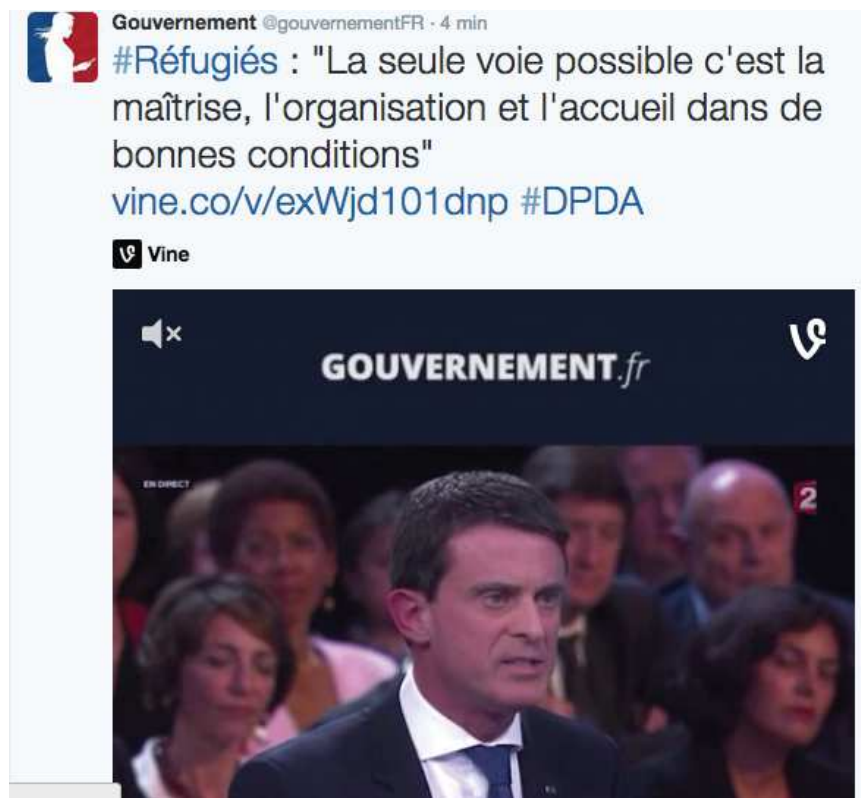 Gouvernement @gouvernementFR · 4 min
#Réfugiés : "La seule voie possible c'est la
maîtrise, l'organisation et l'accueil dans de
bonnes conditions"
vine.co/v/exWjd101dnp #DPDA
Vine
GOUVERNEMENT.fr
EN DIRECT
2